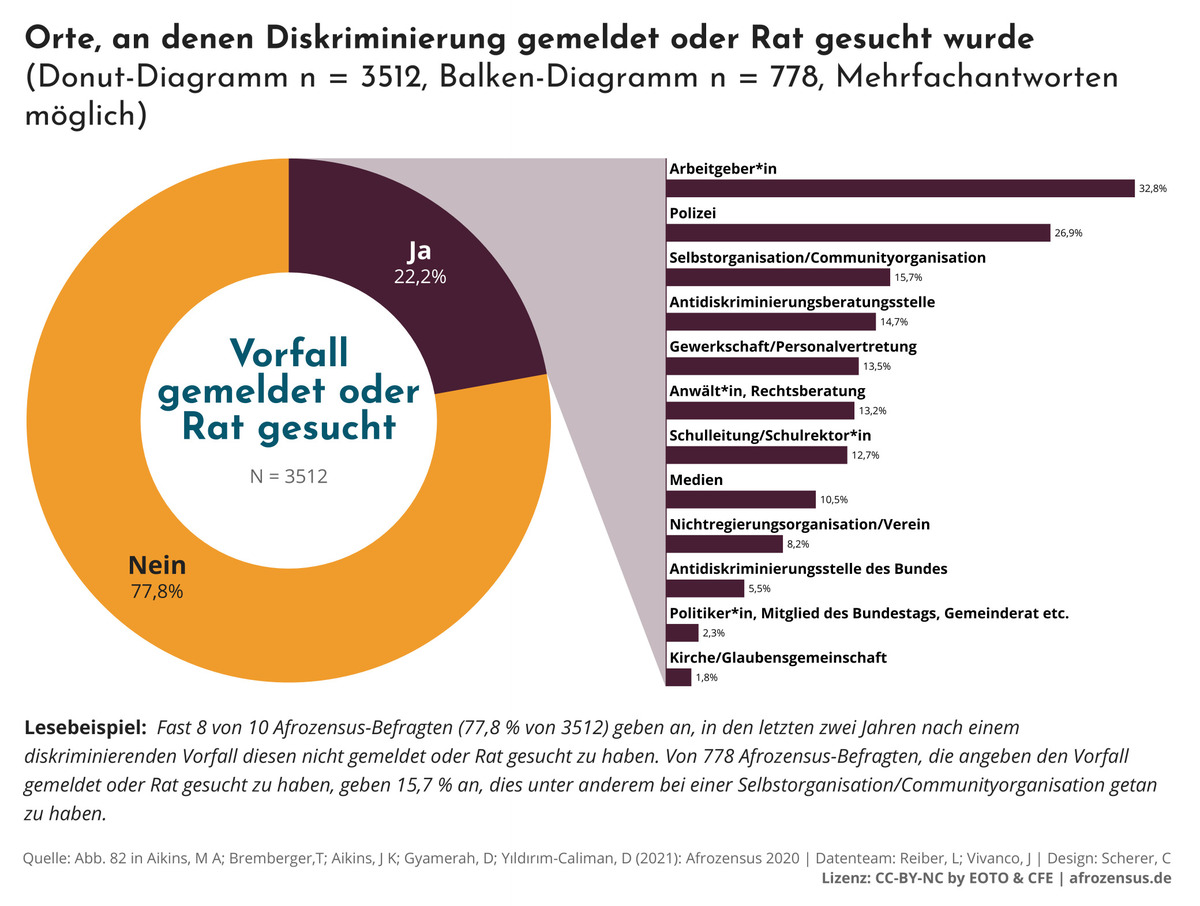 Orte, an denen Diskriminierung gemeldet oder Rat gesucht wurde
(Donut-Diagramm n = 3512, Balken-Diagramm n = 778, Mehrfachantworten
möglich)
Ja
22,2%
Vorfall
gemeldet oder
Rat gesucht
N = 3512
Nein
77,8%
Arbeitgeber*in
32,8%
Polizei
26,9%
Selbstorganisation/Communityorganisation
15,7%
Antidiskriminierungsberatungsstelle
14,7%
Gewerkschaft/Personalvertretung
13,5%
Anwält*in, Rechtsberatung
13,2%
Schulleitung/Schulrektor*in
12,7%
Medien
10,5%
Nichtregierungsorganisation/Verein
8,2%
Antidiskriminierungsstelle des Bundes
5,5%
Politiker*in, Mitglied des Bundestags, Gemeinderat etc.
2,3%
Kirche/Glaubensgemeinschaft
1,8%
Lesebeispiel: Fast 8 von 10 Afrozensus-Befragten (77,8 % von 3512) geben an, in den letzten zwei Jahren nach einem
diskriminierenden Vorfall diesen nicht gemeldet oder Rat gesucht zu haben. Von 778 Afrozensus-Befragten, die angeben den Vorfall
gemeldet oder Rat gesucht zu haben, geben 15,7 % an, dies unter anderem bei einer Selbstorganisation/Communityorganisation getan
zu haben.
Quelle: Abb. 82 in Aikins, M A; Bremberger,T; Aikins, J K; Gyamerah, D; Yıldırım-Caliman, D (2021): Afrozensus 2020 | Datenteam: Reiber, L; Vivanco, J | Design: Scherer, C
Lizenz: CC-BY-NC by EOTO & CFE | afrozensus.de